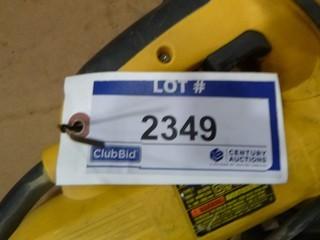 LOT #
2349
ClubBid
CENTURY
AUCTIONS